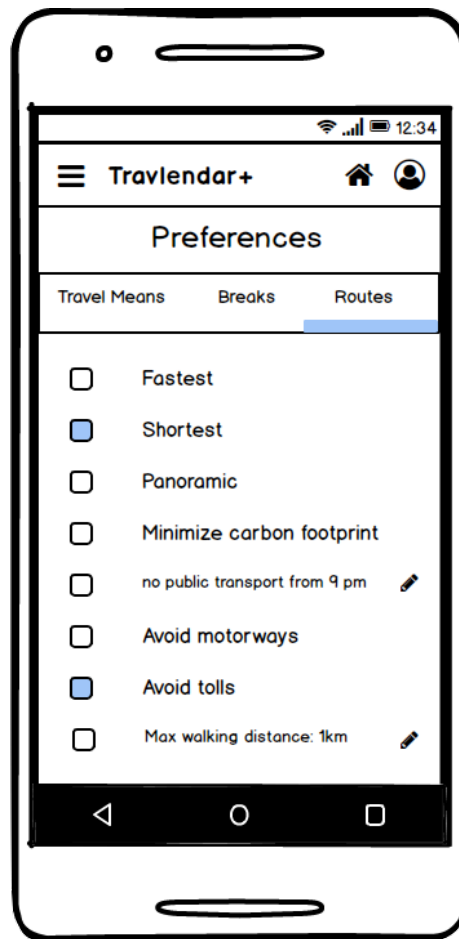 12:34
Travlendar+
Preferences
Travel Means Breaks Routes
Fastest
Shortest
Panoramic
Minimize carbon footprint
no public transport from 9 pm
Avoid motorways
Avoid tolls
Max walking distance: 1km